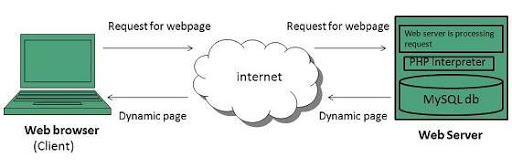 Request for webpage
Request for webpage
Web server is processing
request
PHP Interpreter
internet
MySQL db
Dynamic page
Dynamic page
Web browser
(Client)
Web Server